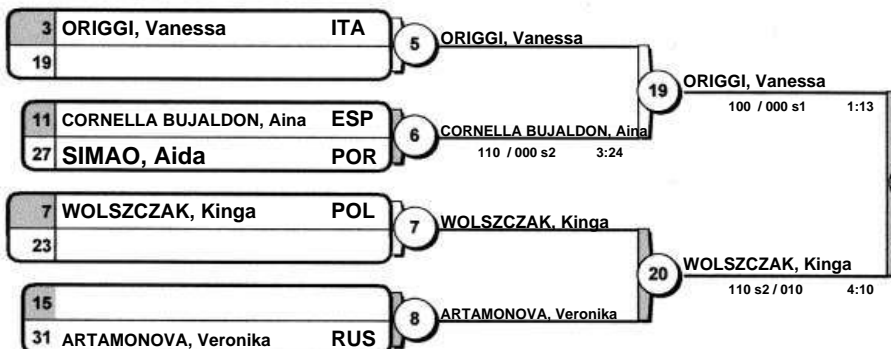 3 ORIGGI, Vanessa ITA
19
5
ORIGGI, Vanessa
11 CORNELLA BUJALDON, Aina ESP
27 SIMAO, Aida POR
6
CORNELLA BUJALDON, Aina
110 / 000 s2 3:24
19
ORIGGI, Vanessa
100 / 000 s1 1:13
7 WOLSZCZAK, Kinga POL
23
7
WOLSZCZAK, Kinga
15
31 ARTAMONOVA, Veronika RUS
8
ARTAMONOVA, Veronika
20
WOLSZCZAK, Kinga
110 s2 / 010 4:10